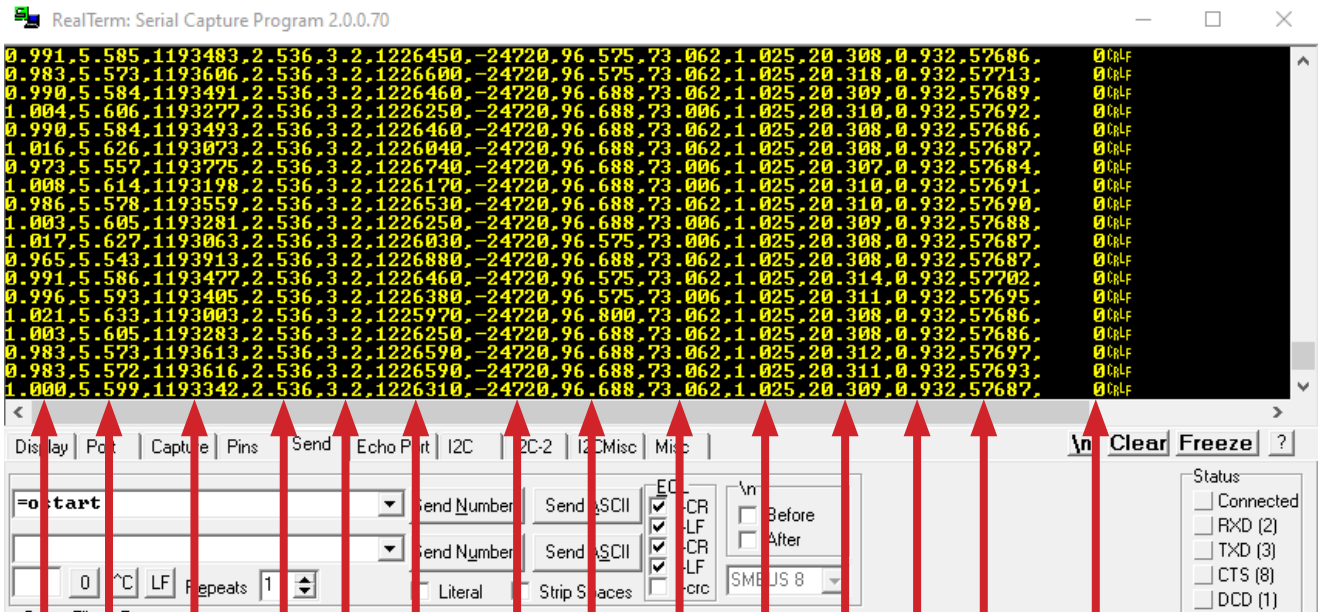 RealTerm: Serial Capture Program 2.0.0.70
0.991,5.585,1193483,2.536,3.2,1226450,-24720,96.575,73.062,1.025,20.308,0.932,57686, 0CRLF
0.983,5.573,1193606,2.536,3.2,1226600,-24720,96.575,73.062,1.025,20.318,0.932,57713, 0CRLF
0.990,5.584,1193491,2.536,3.2,1226460,-24720,96.688,73.062,1.025,20.309,0.932,57689, 0CRLF
1.004,5.606,1193277,2.536,3.2,1226250,-24720,96.688,73.006,1.025,20.310,0.932,57692, 0CRLF
0.990,5.584,1193493,2.536,3.2,1226460,-24720,96.688,73.062,1.025,20.308,0.932,57686, 0CRLF
1.016,5.626,1193073,2.536,3.2,1226040,-24720,96.688,73.062,1.025,20.308,0.932,57687, 0CRLF
0.973,5.557,1193775,2.536,3.2,1226740,-24720,96.688,73.006,1.025,20.307,0.932,57684, 0CRLF
1.008,5.614,1193198,2.536,3.2,1226170,-24720,96.688,73.006,1.025,20.310,0.932,57691, 0CRLF
0.986,5.578,1193559,2.536,3.2,1226530,-24720,96.688,73.062,1.025,20.310,0.932,57690, 0CRLF
1.003,5.605,1193281,2.536,3.2,1226250,-24720,96.688,73.006,1.025,20.309,0.932,57688, 0CRLF
1.017,5.627,1193063,2.536,3.2,1226030,-24720,96.575,73.006,1.025,20.308,0.932,57687, 0CRLF
0.965,5.543,1193913,2.536,3.2,1226880,-24720,96.688,73.062,1.025,20.308,0.932,57687, 0CRLF
0.991,5.586,1193477,2.536,3.2,1226460,-24720,96.575,73.062,1.025,20.314,0.932,57702, 0CRLF
0.996,5.593,1193405,2.536,3.2,1226380,-24720,96.575,73.006,1.025,20.311,0.932,57695, 0CRLF
1.021,5.633,1193003,2.536,3.2,1225970,-24720,96.800,73.062,1.025,20.308,0.932,57686, 0CRLF
1.003,5.605,1193283,2.536,3.2,1226250,-24720,96.688,73.062,1.025,20.308,0.932,57686, 0CRLF
0.983,5.573,1193613,2.536,3.2,1226590,-24720,96.688,73.062,1.025,20.312,0.932,57697, 0CRLF
0.983,5.572,1193616,2.536,3.2,1226590,-24720,96.688,73.062,1.025,20.311,0.932,57693, 0CRLF
1.000,5.599,1193342,2.536,3.2,1226310,-24720,96.688,73.062,1.025,20.309,0.932,57687, 0CRLF
Display Port Capture Pins Send Echo Port I2C I2C-2 I2CMisc Misc \n Clear Freeze ?
Status
EOL \n
=ostart Send Number Send ASCII +CR Before Connected
+LF After RXD (2)
Send Number Send ASCII +CR TXD (3)
+LF
0 ^C LF Repeats 1 Literal Strip Spaces +crc SMBUS 8 CTS (8)
DCD (1)